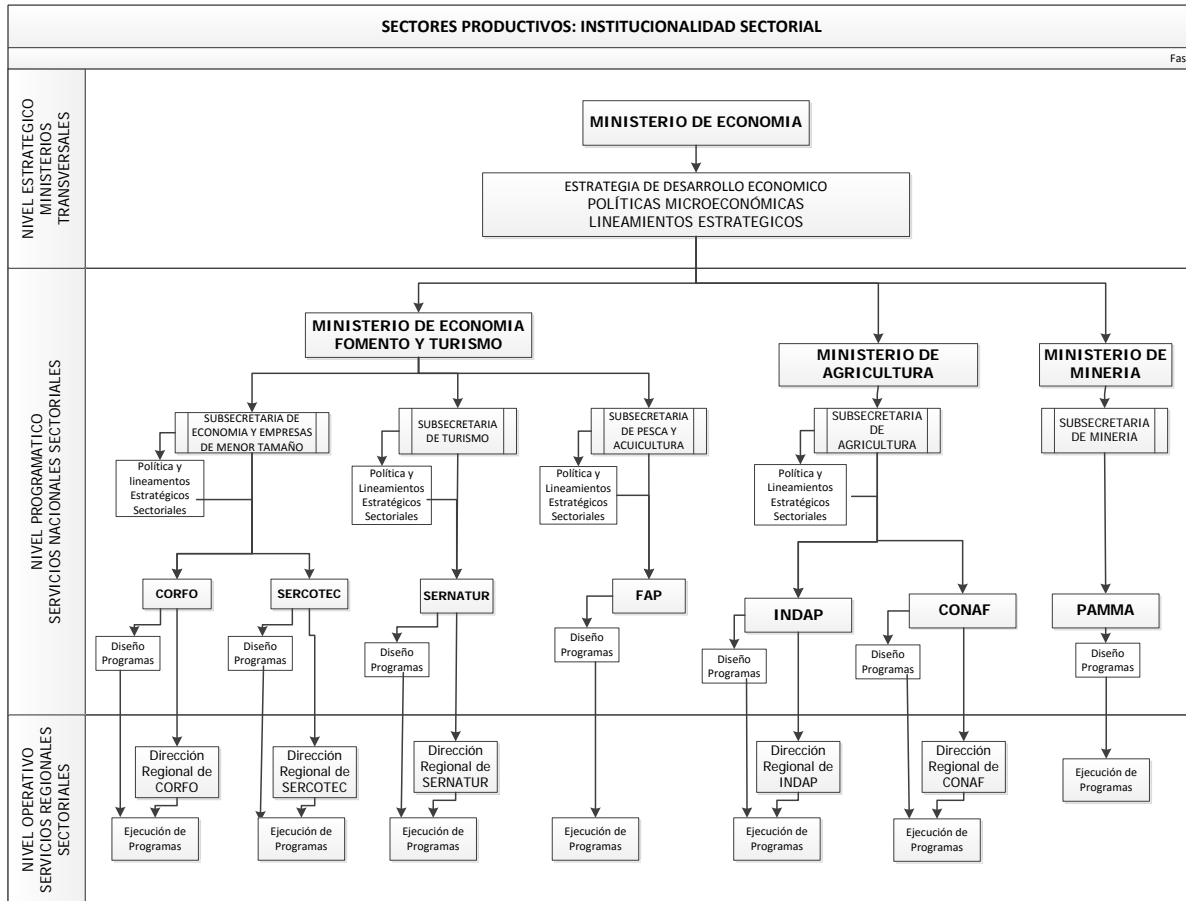 SECTORES PRODUCTIVOS: INSTITUCIONALIDAD SECTORIAL
Fas
NIVEL ESTRATEGICO
MINISTERIOS
TRANSVERSALES
MINISTERIO DE ECONOMIA
ESTRATEGIA DE DESARROLLO ECONOMICO
POLÍTICAS MICROECONÓMICAS
LINEAMIENTOS ESTRATEGICOS
NIVEL PROGRAMATICO
SERVICIOS NACIONALES SECTORIALES
MINISTERIO DE ECONOMIA
FOMENTO Y TURISMO
MINISTERIO DE
AGRICULTURA
MINISTERIO DE
MINERIA
SUBSECRETARIA DE
ECONOMIA Y EMPRESAS
DE MENOR TAMAÑO
SUBSECRETARIA
DE TURISMO
SUBSECRETARIA
DE PESCA Y
ACUICULTURA
SUBSECRETARIA
DE
AGRICULTURA
SUBSECRETARIA
DE MINERIA
Política y
lineamentos
Estratégicos
Sectoriales
Política y
Lineamientos
Estratégicos
Sectoriales
Política y
Lineamientos
Estratégicos
Sectoriales
Política y
Lineamientos
Estratégicos
Sectoriales
CORFO
SERCOTEC
SERNATUR
FAP
INDAP
CONAF
PAMMA
Diseño
Programas
Diseño
Programas
Diseño
Programas
Diseño
Programas
Diseño
Programas
Diseño
Programas
Diseño
Programas
NIVEL OPERATIVO
SERVICIOS REGIONALES
SECTORIALES
Dirección
Regional de
CORFO
Dirección
Regional de
SERCOTEC
Dirección
Regional de
SERNATUR
Dirección
Regional de
INDAP
Dirección
Regional de
CONAF
Ejecución de
Programas
Ejecución de
Programas
Ejecución de
Programas
Ejecución de
Programas
Ejecución de
Programas
Ejecución de
Programas
Ejecución de
Programas